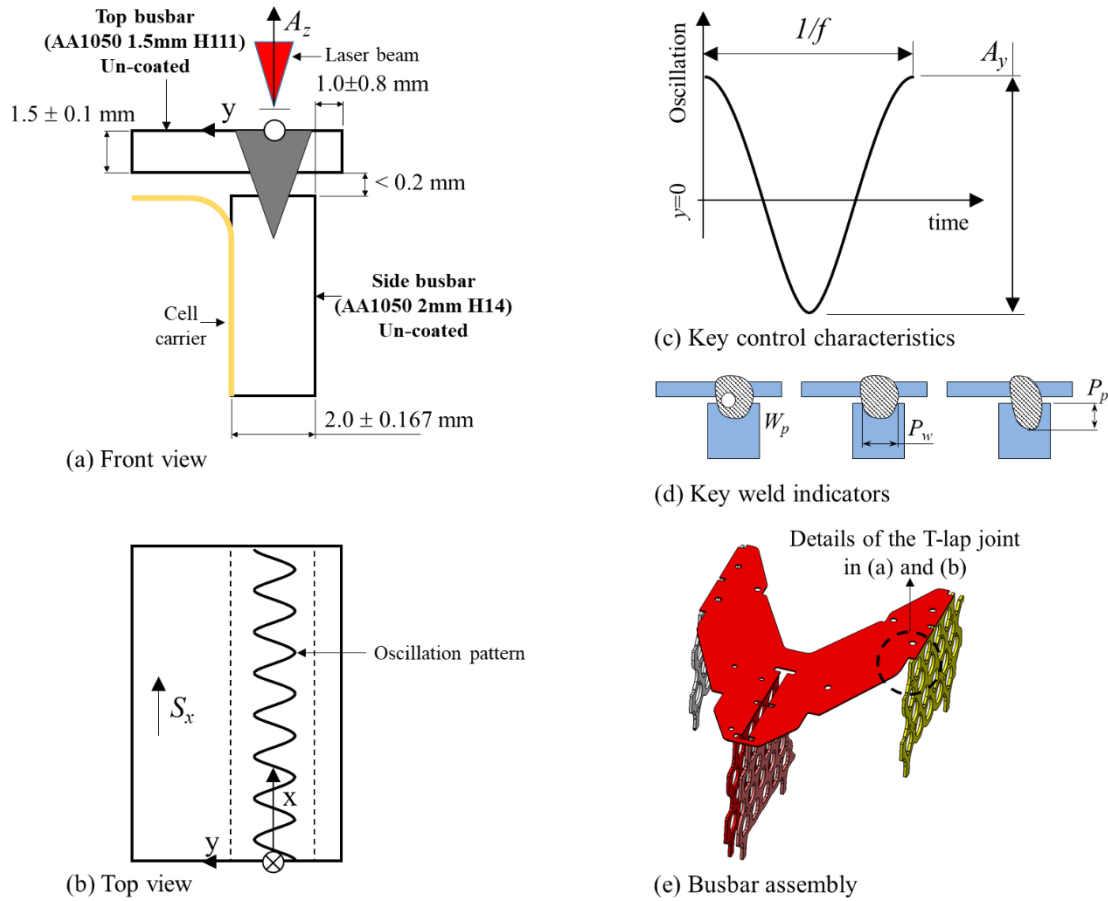 Top busbar
(AA1050 1.5mm H111)
Un-coated
A_z
Laser beam
1.0±0.8 mm
1.5 ± 0.1 mm
y
< 0.2 mm
Side busbar
(AA1050 2mm H14)
Un-coated
Cell
carrier
2.0 ± 0.167 mm
(a) Front view
S_x
Oscillation pattern
x
y
(b) Top view
1/f
A_y
Oscillation
y=0
time
(c) Key control characteristics
W_p
P_w
P_p
(d) Key weld indicators
Details of the T-lap joint
in (a) and (b)
(e) Busbar assembly